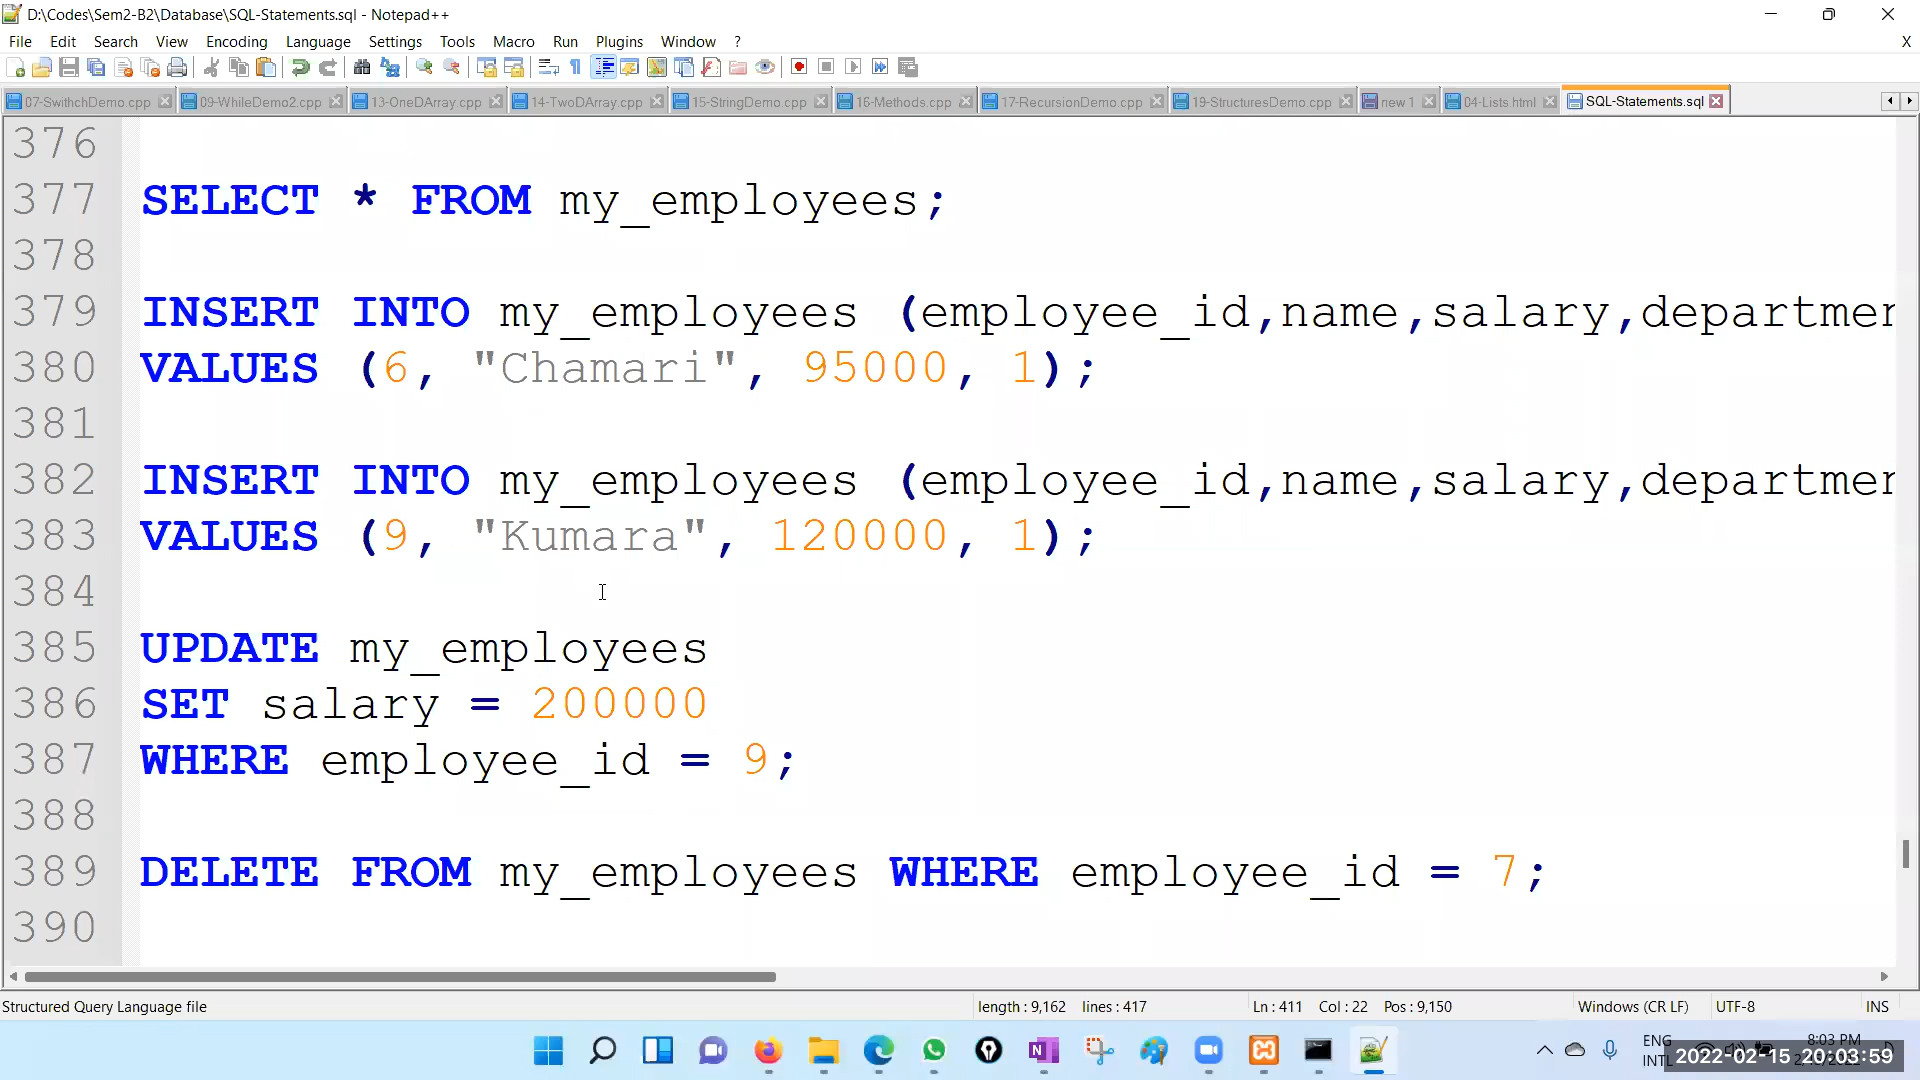 D:\Codes\Sem2-B2\Database\SQL-Statements.sql - Notepad++
File Edit Search View Encoding Language Settings Tools Macro Run Plugins Window ? X
07-SwithchDemo.cpp 09-WhileDemo2.cpp 13-OneDArray.cpp 14-TwoDArray.cpp 15-StringDemo.cpp 16-Methods.cpp 17-RecursionDemo.cpp 19-StructuresDemo.cpp new 1 04-Lists html SQL-Statements.sql
376
377 SELECT * FROM my_employees;
378
379 INSERT INTO my_employees (employee_id,name,salary,departmen
380 VALUES (6, "Chamari", 95000, 1);
381
382 INSERT INTO my_employees (employee_id,name,salary,departmen
383 VALUES (9, "Kumara", 120000, 1);
384
385 UPDATE my_employees
386 SET salary = 200000
387 WHERE employee_id = 9;
388
389 DELETE FROM my_employees WHERE employee_id = 7;
390
Structured Query Language file length : 9,162 lines : 417 Ln : 411 Col : 22 Pos : 9,150 Windows (CR LF) UTF-8 INS
ENG 8:03 PM
INTL
2022-02-15 20:03:59